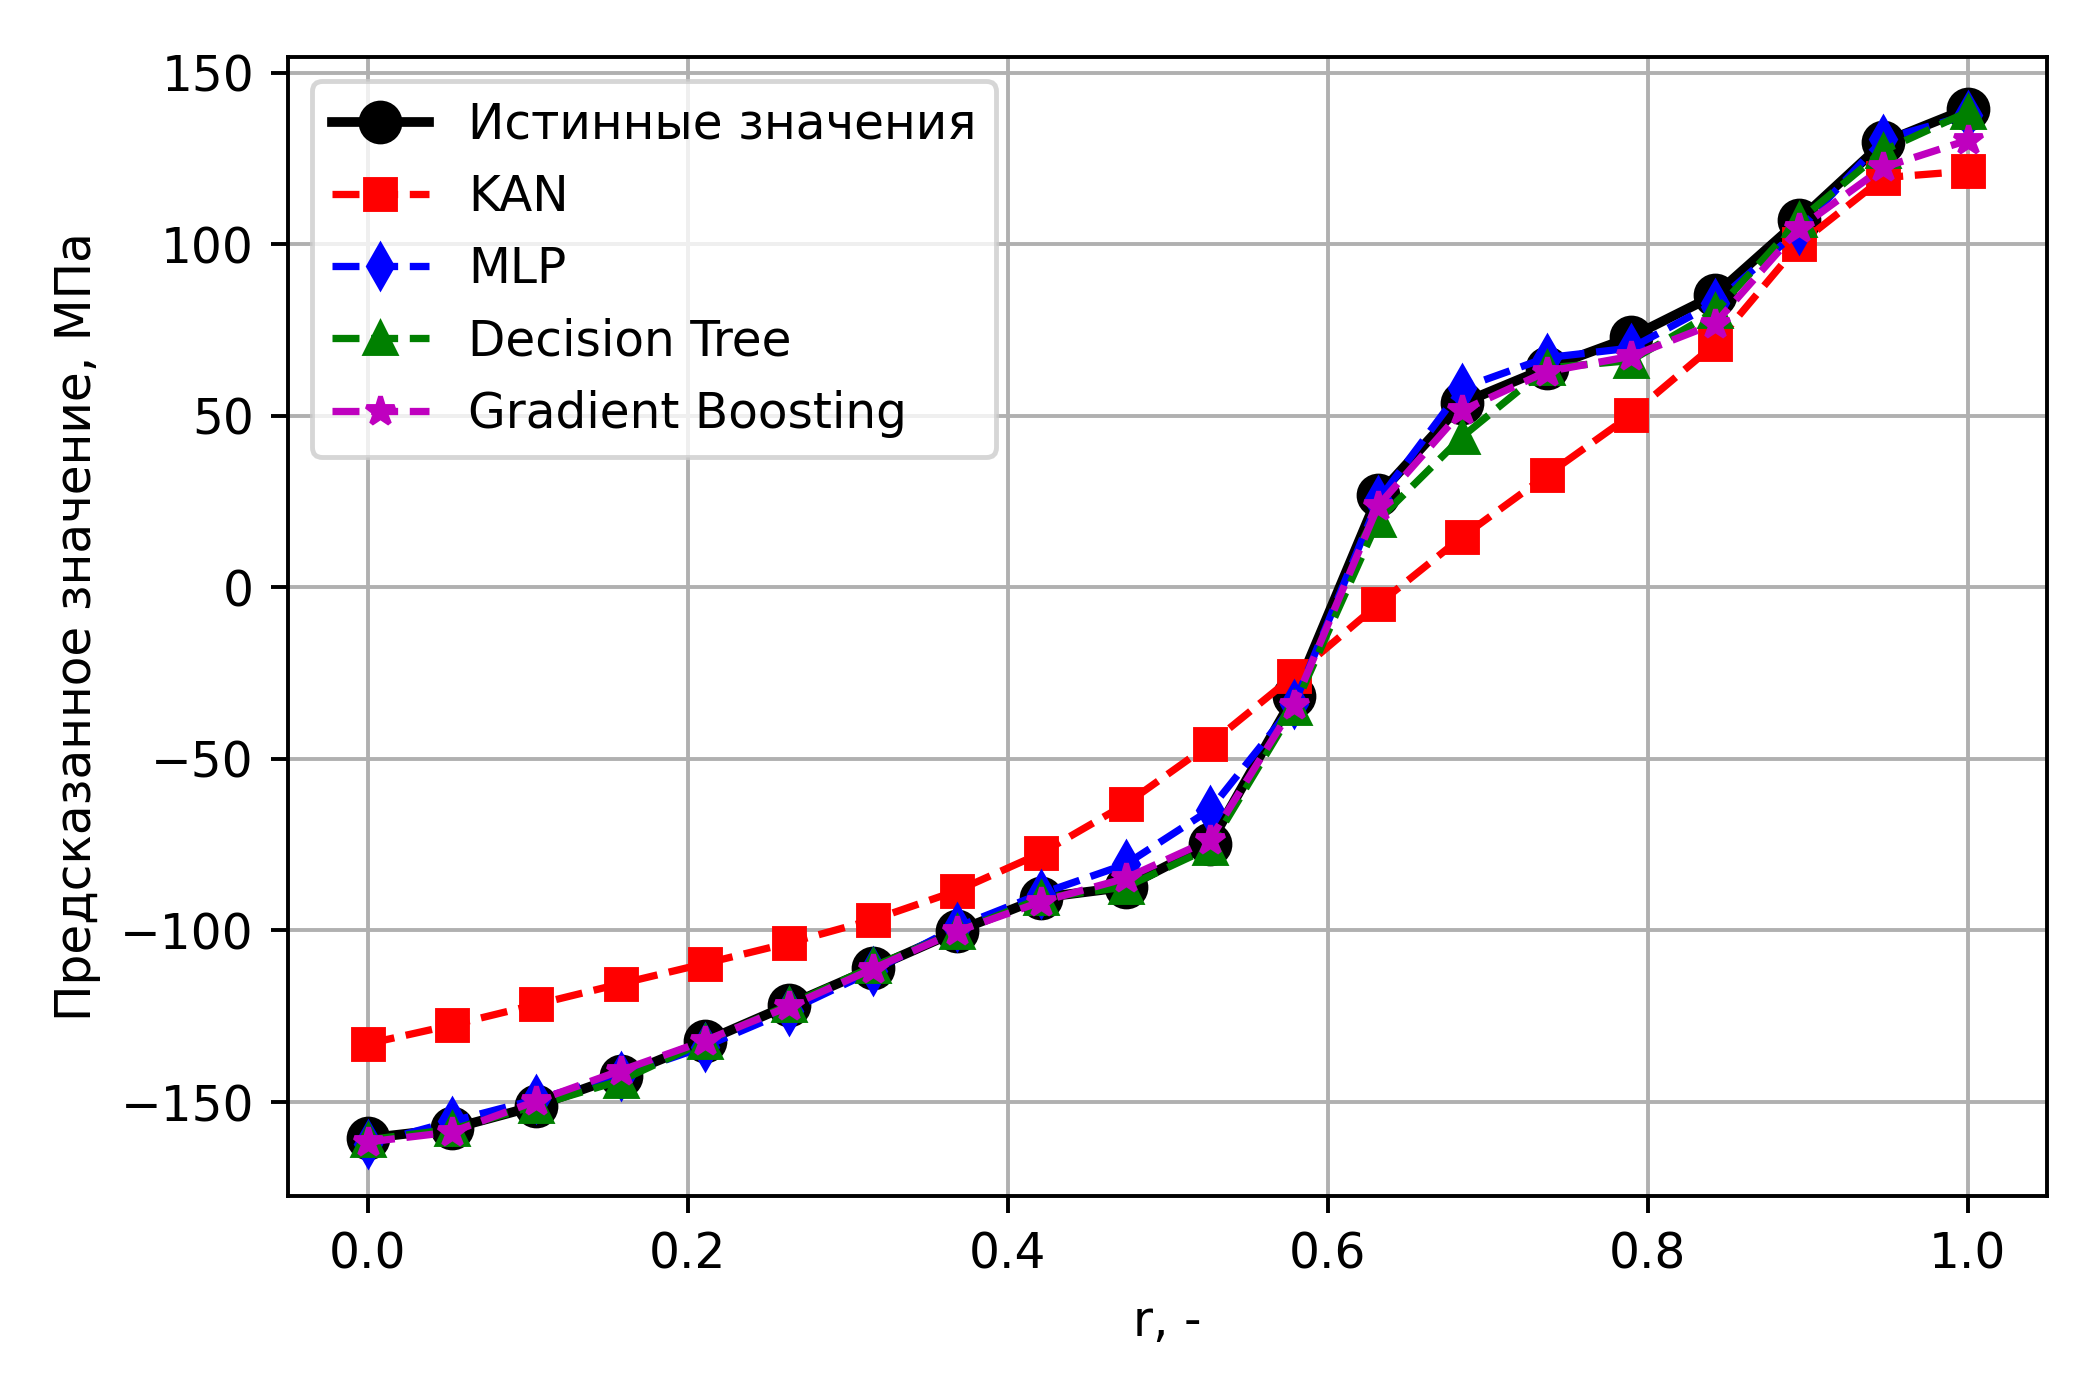 150
100
50
0
−50
−100
−150
Предсказанное значение, МПа
Истинные значения
KAN
MLP
Decision Tree
Gradient Boosting
0.0
0.2
0.4
0.6
0.8
1.0
r, -